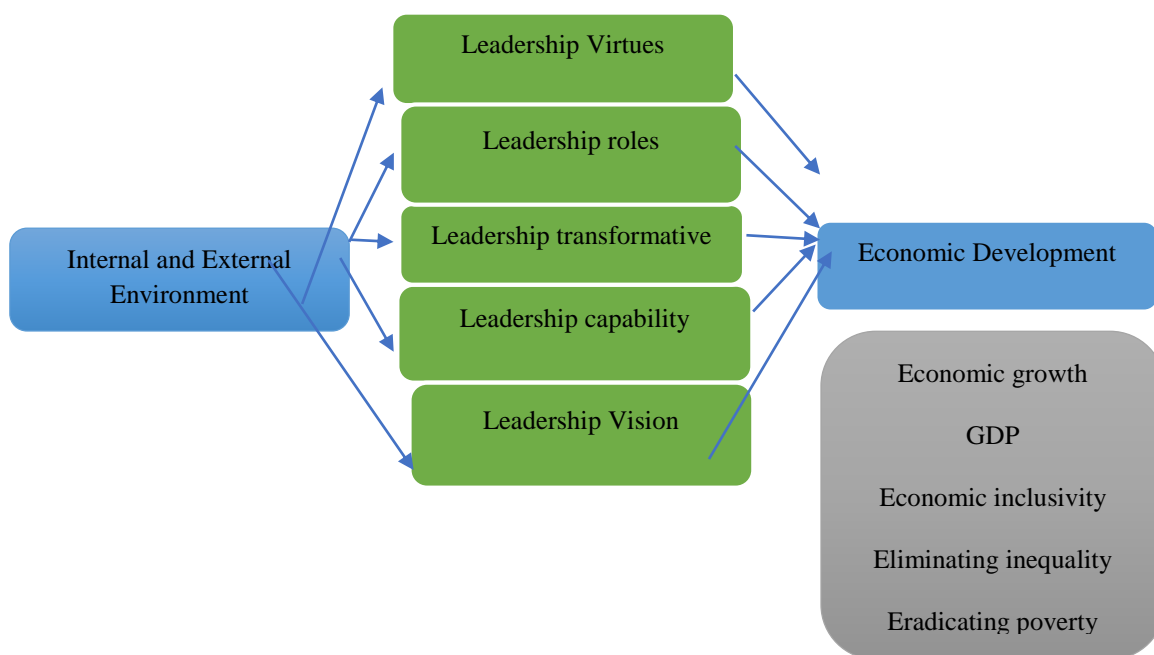 Leadership Virtues
Leadership roles
Leadership transformative
Internal and External
Environment
Economic Development
Leadership capability
Leadership Vision
Economic growth
GDP
Economic inclusivity
Eliminating inequality
Eradicating poverty